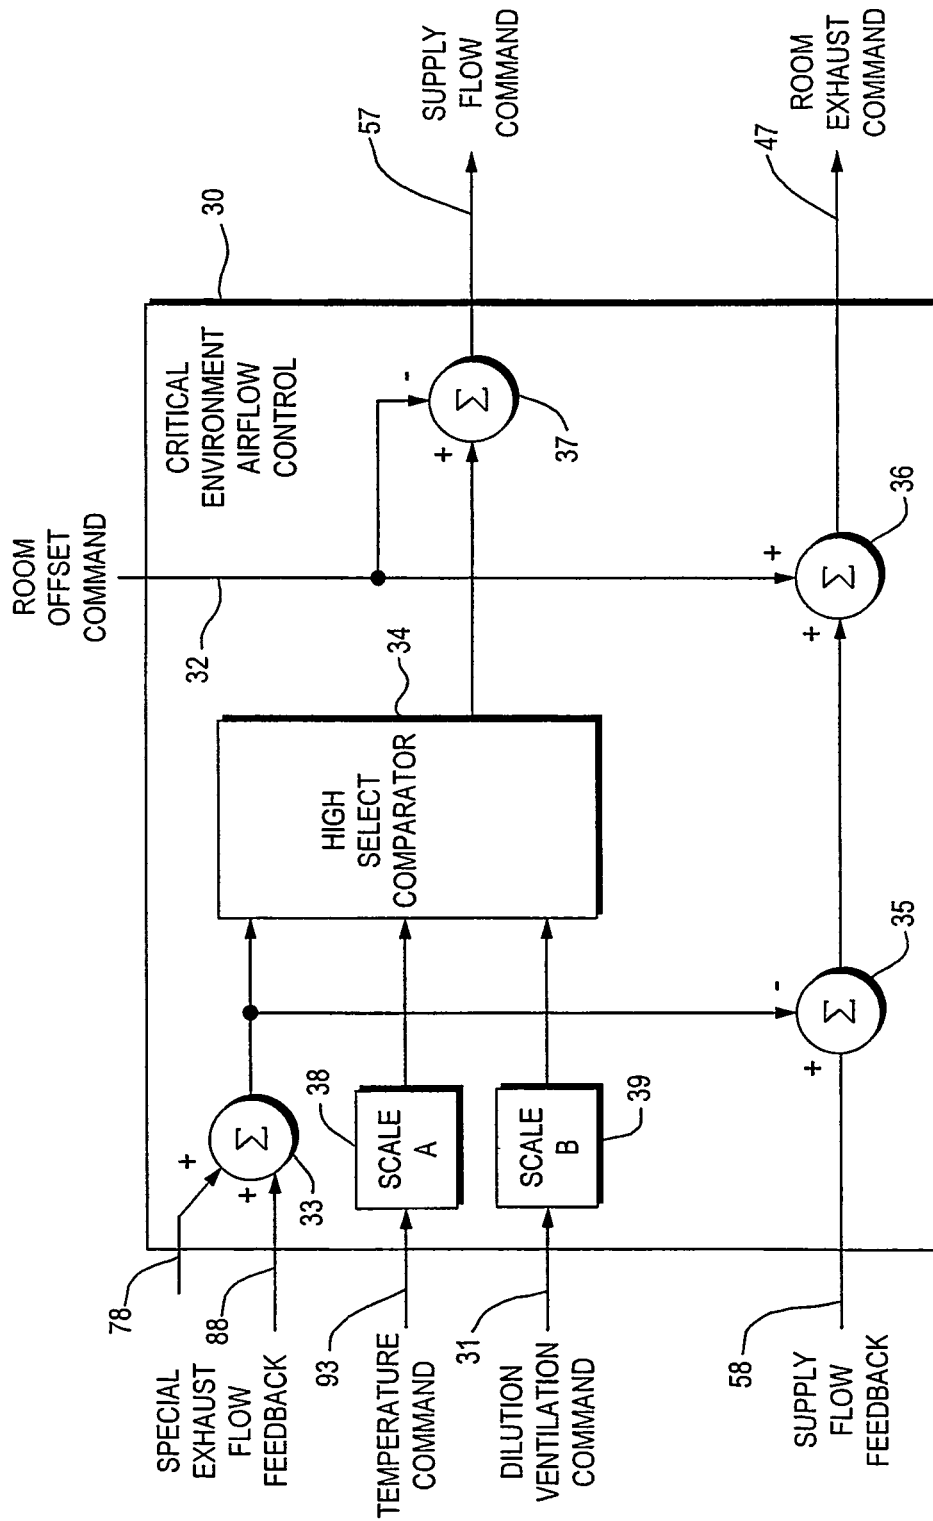 ROOM
OFFSET
COMMAND
32
CRITICAL
ENVIRONMENT
AIRFLOW
CONTROL
30
SPECIAL
EXHAUST
FLOW
FEEDBACK
78
88
+
+
Σ
33
TEMPERATURE
COMMAND
93
SCALE
A
38
DILUTION
VENTILATION
COMMAND
31
SCALE
B
39
HIGH
SELECT
COMPARATOR
34
+
-
Σ
37
57
SUPPLY
FLOW
COMMAND
SUPPLY
FLOW
FEEDBACK
58
+
-
Σ
35
+
+
Σ
36
47
ROOM
EXHAUST
COMMAND